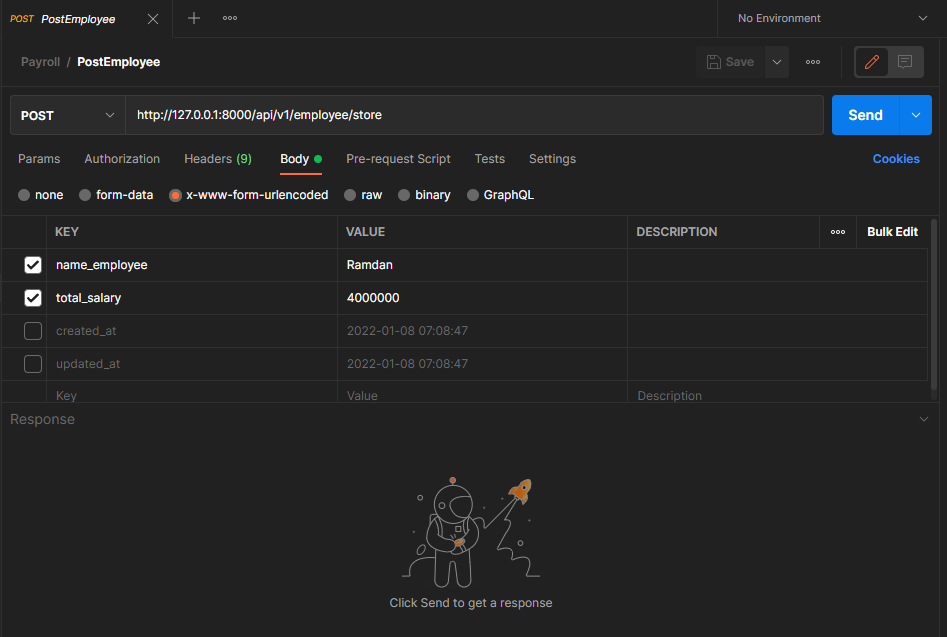 POST PostEmployee
No Environment
Payroll / PostEmployee
Save
POST
http://127.0.0.1:8000/api/v1/employee/store
Send
Params Authorization Headers (9) Body Pre-request Script Tests Settings Cookies
none form-data x-www-form-urlencoded raw binary GraphQL
KEY VALUE DESCRIPTION Bulk Edit
name_employee Ramdan
total_salary 4000000
created_at 2022-01-08 07:08:47
updated_at 2022-01-08 07:08:47
Key Value Description
Response
Click Send to get a response